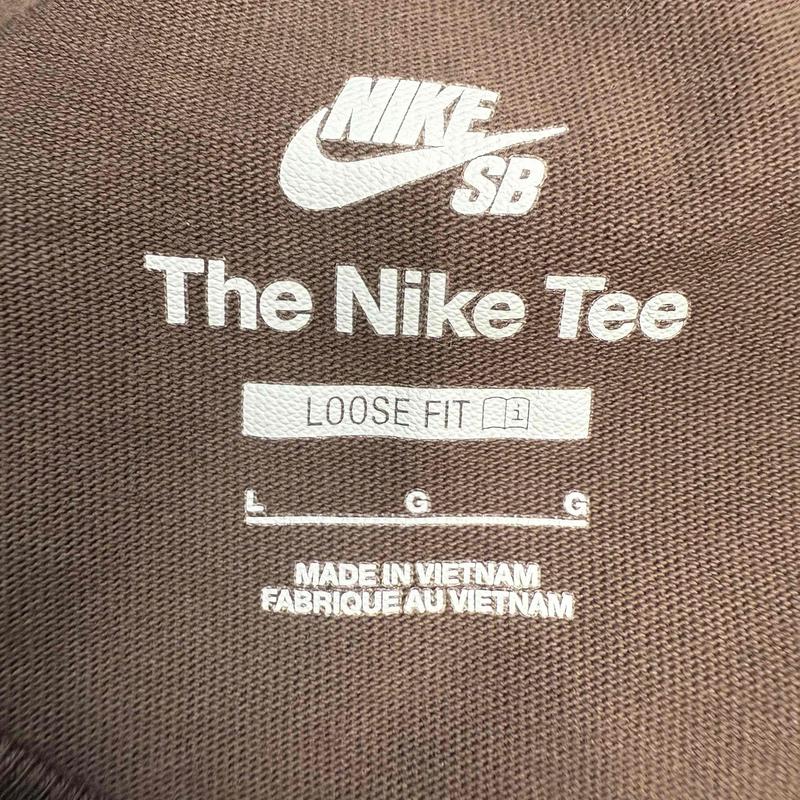 NIKE
SB
The Nike Tee
LOOSE FIT i
L G G
MADE IN VIETNAM
FABRIQUE AU VIETNAM